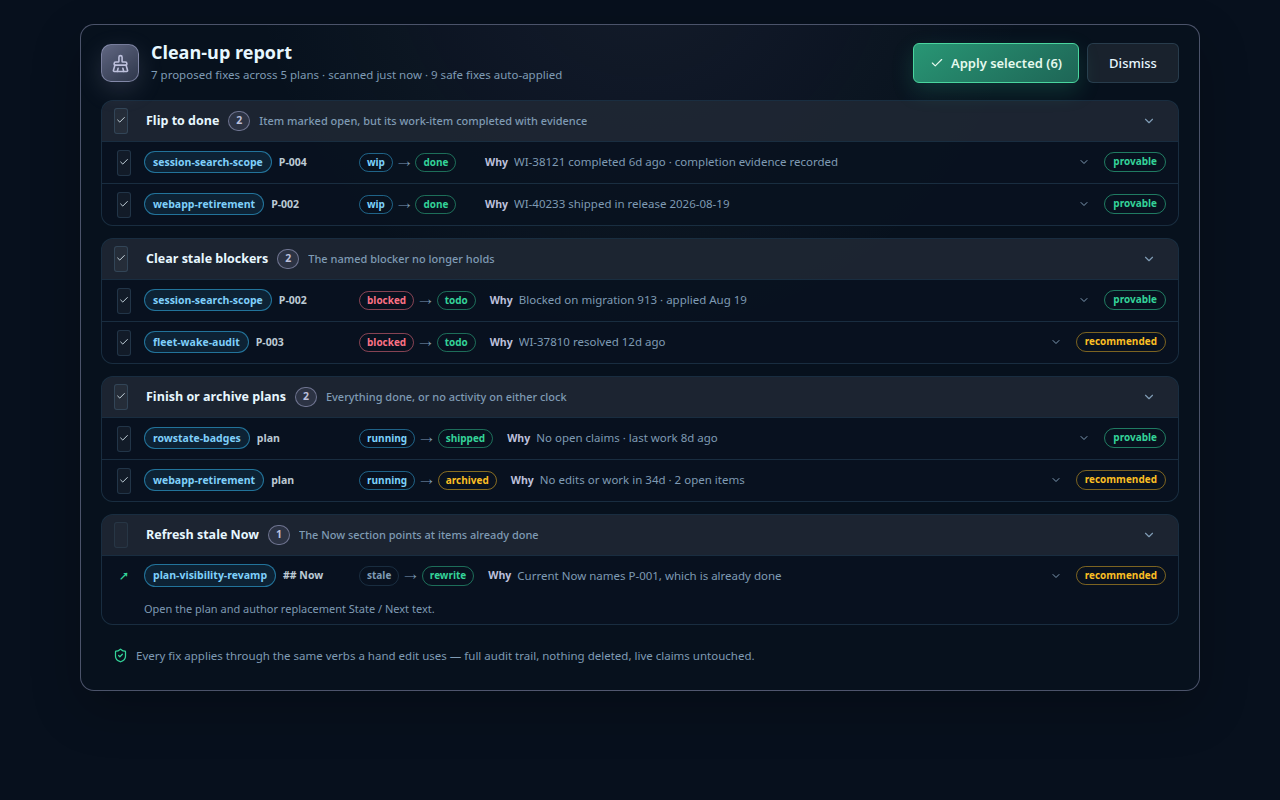 Clean-up report
7 proposed fixes across 5 plans · scanned just now · 9 safe fixes auto-applied
Apply selected (6)
Dismiss
Flip to done 2 Item marked open, but its work-item completed with evidence
session-search-scope P-004 wip → done Why WI-38121 completed 6d ago · completion evidence recorded provable
webapp-retirement P-002 wip → done Why WI-40233 shipped in release 2026-08-19 provable
Clear stale blockers 2 The named blocker no longer holds
session-search-scope P-002 blocked → todo Why Blocked on migration 913 · applied Aug 19 provable
fleet-wake-audit P-003 blocked → todo Why WI-37810 resolved 12d ago recommended
Finish or archive plans 2 Everything done, or no activity on either clock
rowstate-badges plan running → shipped Why No open claims · last work 8d ago provable
webapp-retirement plan running → archived Why No edits or work in 34d · 2 open items recommended
Refresh stale Now 1 The Now section points at items already done
↗ plan-visibility-revamp ## Now stale → rewrite Why Current Now names P-001, which is already done recommended
Open the plan and author replacement State / Next text.
Every fix applies through the same verbs a hand edit uses — full audit trail, nothing deleted, live claims untouched.